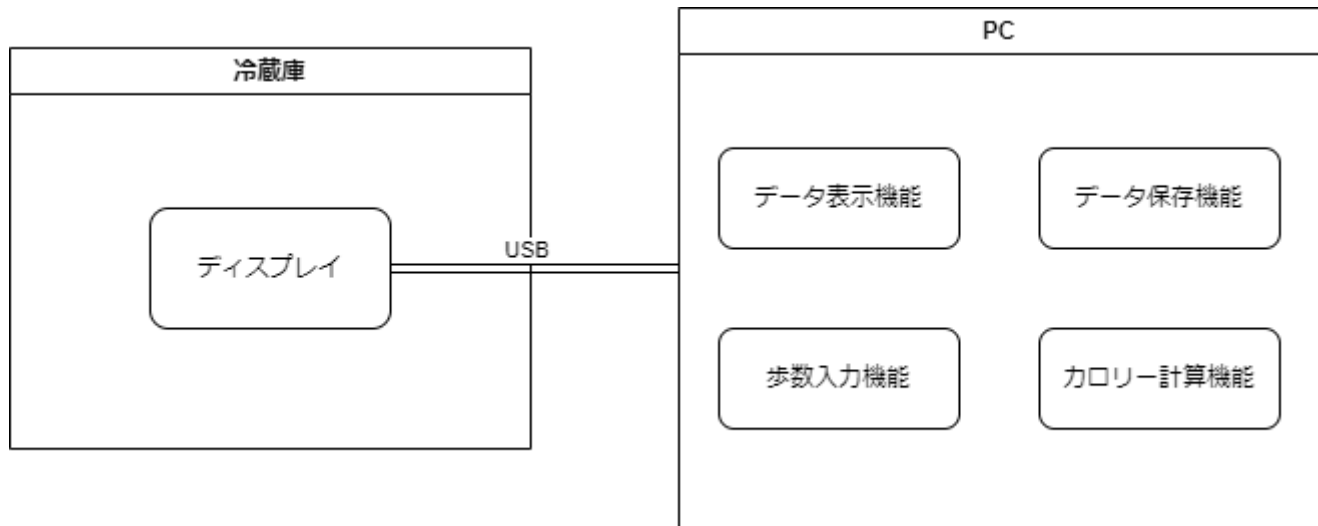 冷蔵庫
ディスプレイ
USB
PC
データ表示機能
データ保存機能
歩数入力機能
カロリー計算機能